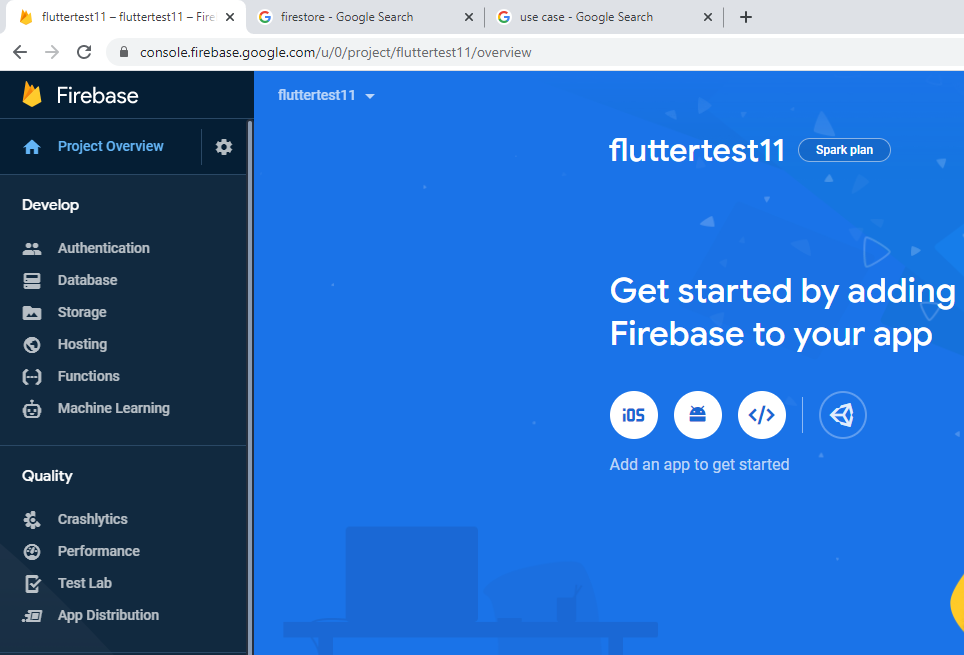 fluttertest11 – fluttertest11 – Fire
firestore - Google Search
use case - Google Search
console.firebase.google.com/u/0/project/fluttertest11/overview
Firebase
Project Overview
Develop
Authentication
Database
Storage
Hosting
Functions
Machine Learning
Quality
Crashlytics
Performance
Test Lab
App Distribution
fluttertest11
fluttertest11 Spark plan
Get started by adding
Firebase to your app
iOS </>
Add an app to get started